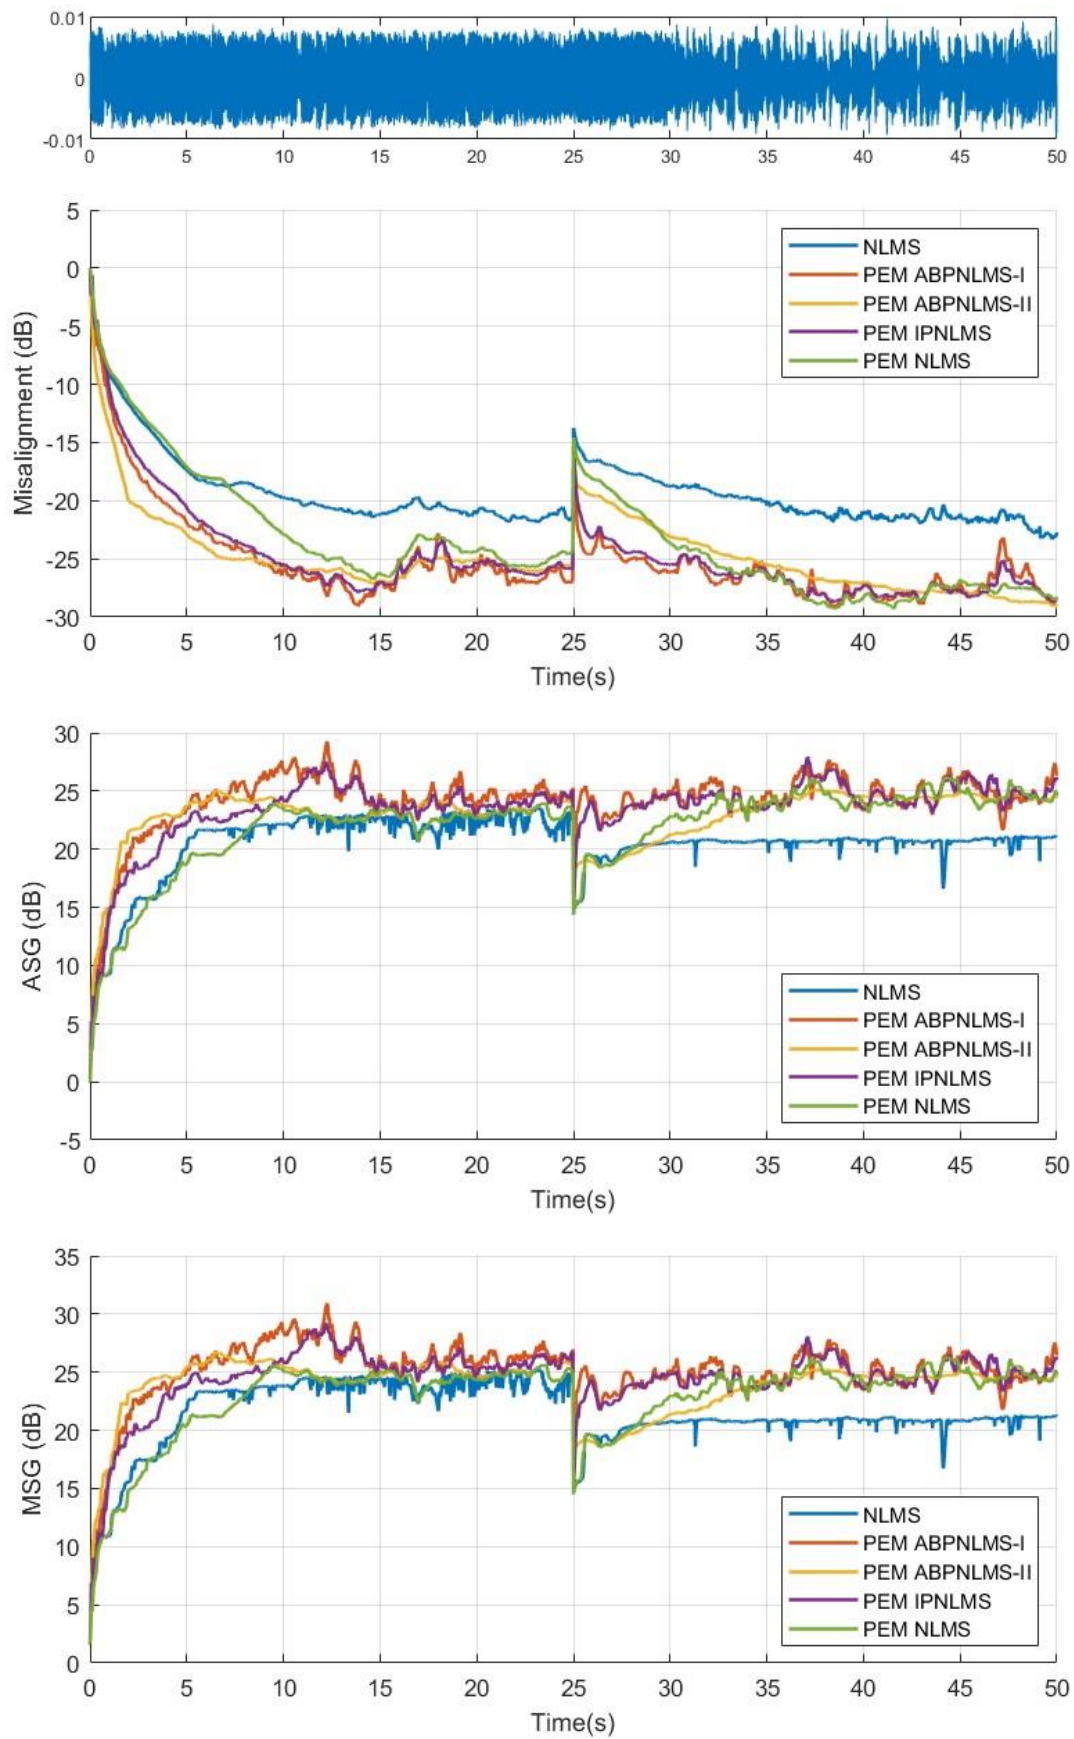 0.01
0
-0.01
0 5 10 15 20 25 30 35 40 45 50
5
0
-5
-10
-15
-20
-25
-30
Misalignment (dB)
NLMS
PEM ABPNLMS-I
PEM ABPNLMS-II
PEM IPNLMS
PEM NLMS
0 5 10 15 20 25 30 35 40 45 50
Time(s)
30
25
20
15
10
5
0
-5
ASG (dB)
NLMS
PEM ABPNLMS-I
PEM ABPNLMS-II
PEM IPNLMS
PEM NLMS
0 5 10 15 20 25 30 35 40 45 50
Time(s)
35
30
25
20
15
10
5
0
MSG (dB)
NLMS
PEM ABPNLMS-I
PEM ABPNLMS-II
PEM IPNLMS
PEM NLMS
0 5 10 15 20 25 30 35 40 45 50
Time(s)